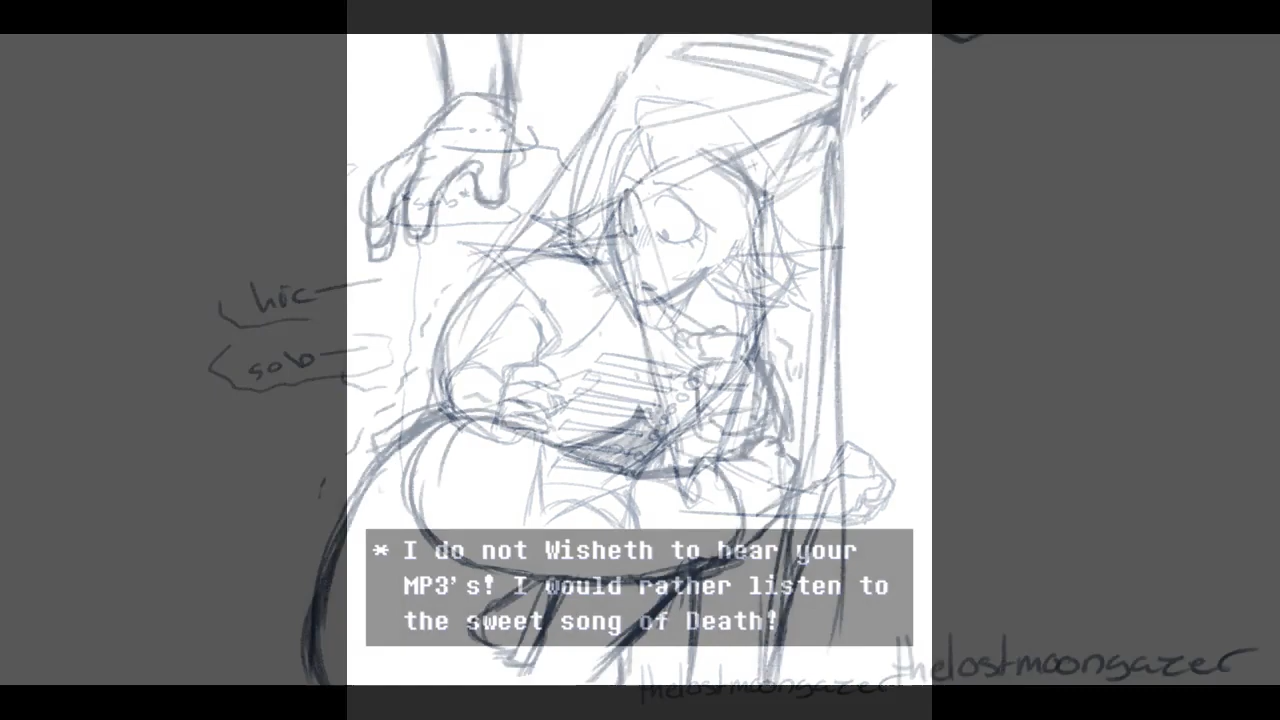 sob*
hic
sob
* I do not Wisheth to hear your
MP3's! I would rather listen to
the sweet song of Death!
thelostmoongazer
thelostmoongazer